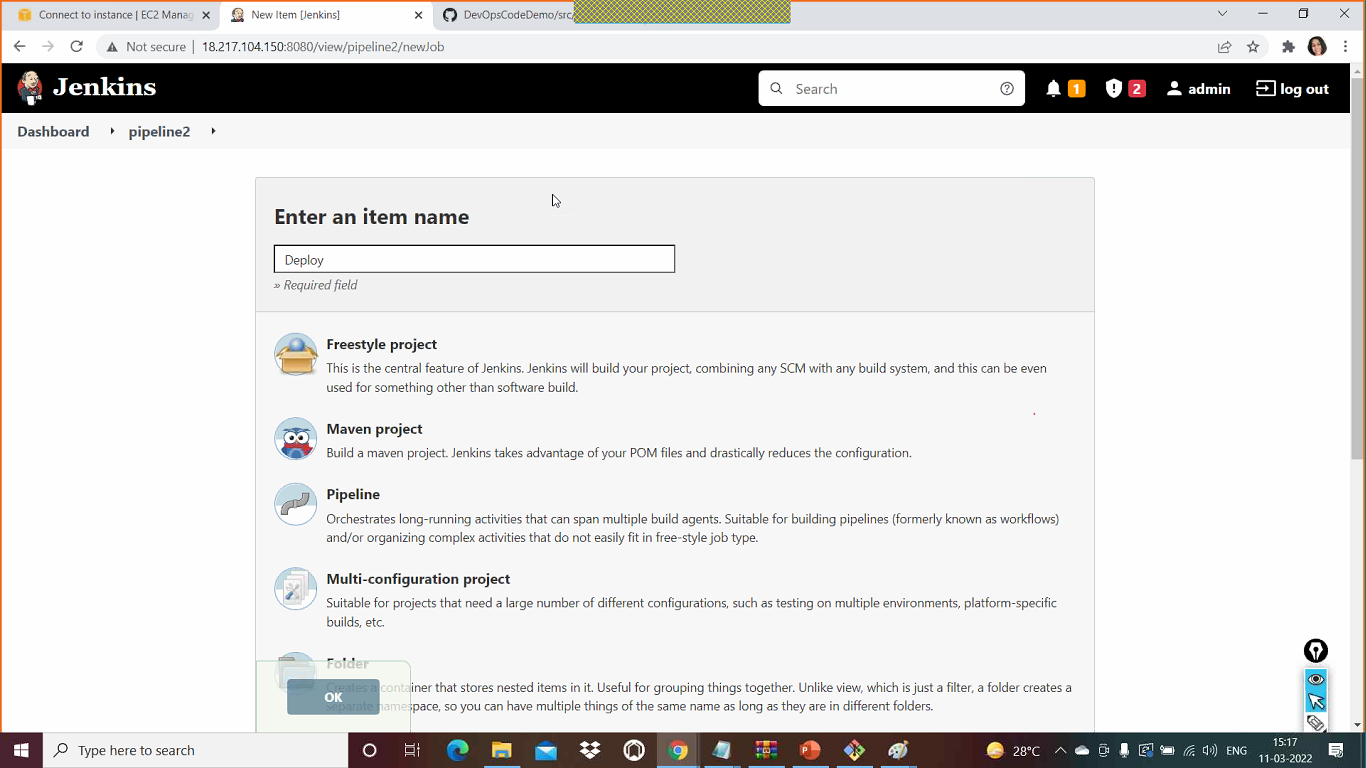 Connect to instance | EC2 Manag
New Item [Jenkins]
DevOpsCodeDemo/src/
Not secure
18.217.104.150:8080/view/pipeline2/newJob
Jenkins
Search
1
2
admin
log out
Dashboard
pipeline2
Enter an item name
Deploy
» Required field
Freestyle project
This is the central feature of Jenkins. Jenkins will build your project, combining any SCM with any build system, and this can be even
used for something other than software build.
Maven project
Build a maven project. Jenkins takes advantage of your POM files and drastically reduces the configuration.
Pipeline
Orchestrates long-running activities that can span multiple build agents. Suitable for building pipelines (formerly known as workflows)
and/or organizing complex activities that do not easily fit in free-style job type.
Multi-configuration project
Suitable for projects that need a large number of different configurations, such as testing on multiple environments, platform-specific
builds, etc.
Folder
Creates a container that stores nested items in it. Useful for grouping things together. Unlike view, which is just a filter, a folder creates a
separate namespace, so you can have multiple things of the same name as long as they are in different folders.
OK
Type here to search
28°C
ENG
15:17
11-03-2022